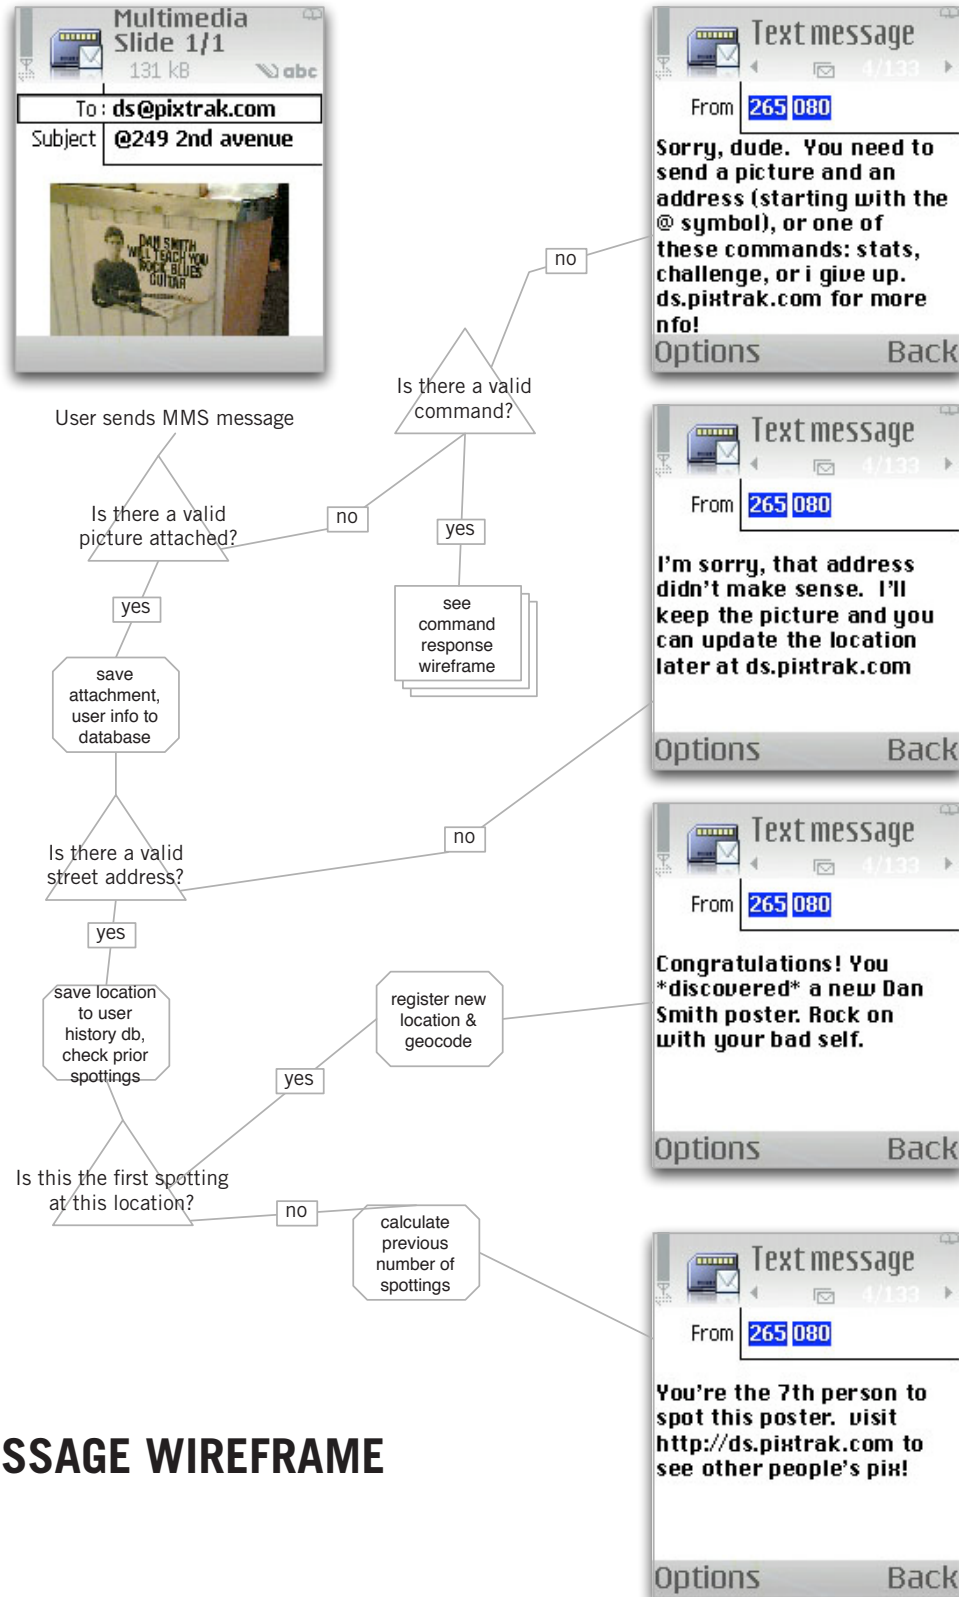 Multimedia
Slide 1/1
131 kB abc
To: ds@pixtrak.com
Subject @249 2nd avenue
DAN SMITH
WILL TEACH YOU
ROCK BLUES
GUITAR
User sends MMS message
Is there a valid
picture attached?
no
yes
Is there a valid
command?
no
yes
see
command
response
wireframe
save
attachment,
user info to
database
Is there a valid
street address?
no
yes
save location
to user
history db,
check prior
spottings
Is this the first spotting
at this location?
yes
no
register new
location &
geocode
calculate
previous
number of
spottings
Text message
4/133
From 265 080
Sorry, dude. You need to
send a picture and an
address (starting with the
@ symbol), or one of
these commands: stats,
challenge, or i give up.
ds.pixtrak.com for more
nfo!
Options Back
Text message
4/133
From 265 080
I'm sorry, that address
didn't make sense. I'll
keep the picture and you
can update the location
later at ds.pixtrak.com
Options Back
Text message
4/133
From 265 080
Congratulations! You
*discovered* a new Dan
Smith poster. Rock on
with your bad self.
Options Back
Text message
4/133
From 265 080
You're the 7th person to
spot this poster. visit
http://ds.pixtrak.com to
see other people's pix!
Options Back
SSAGE WIREFRAME